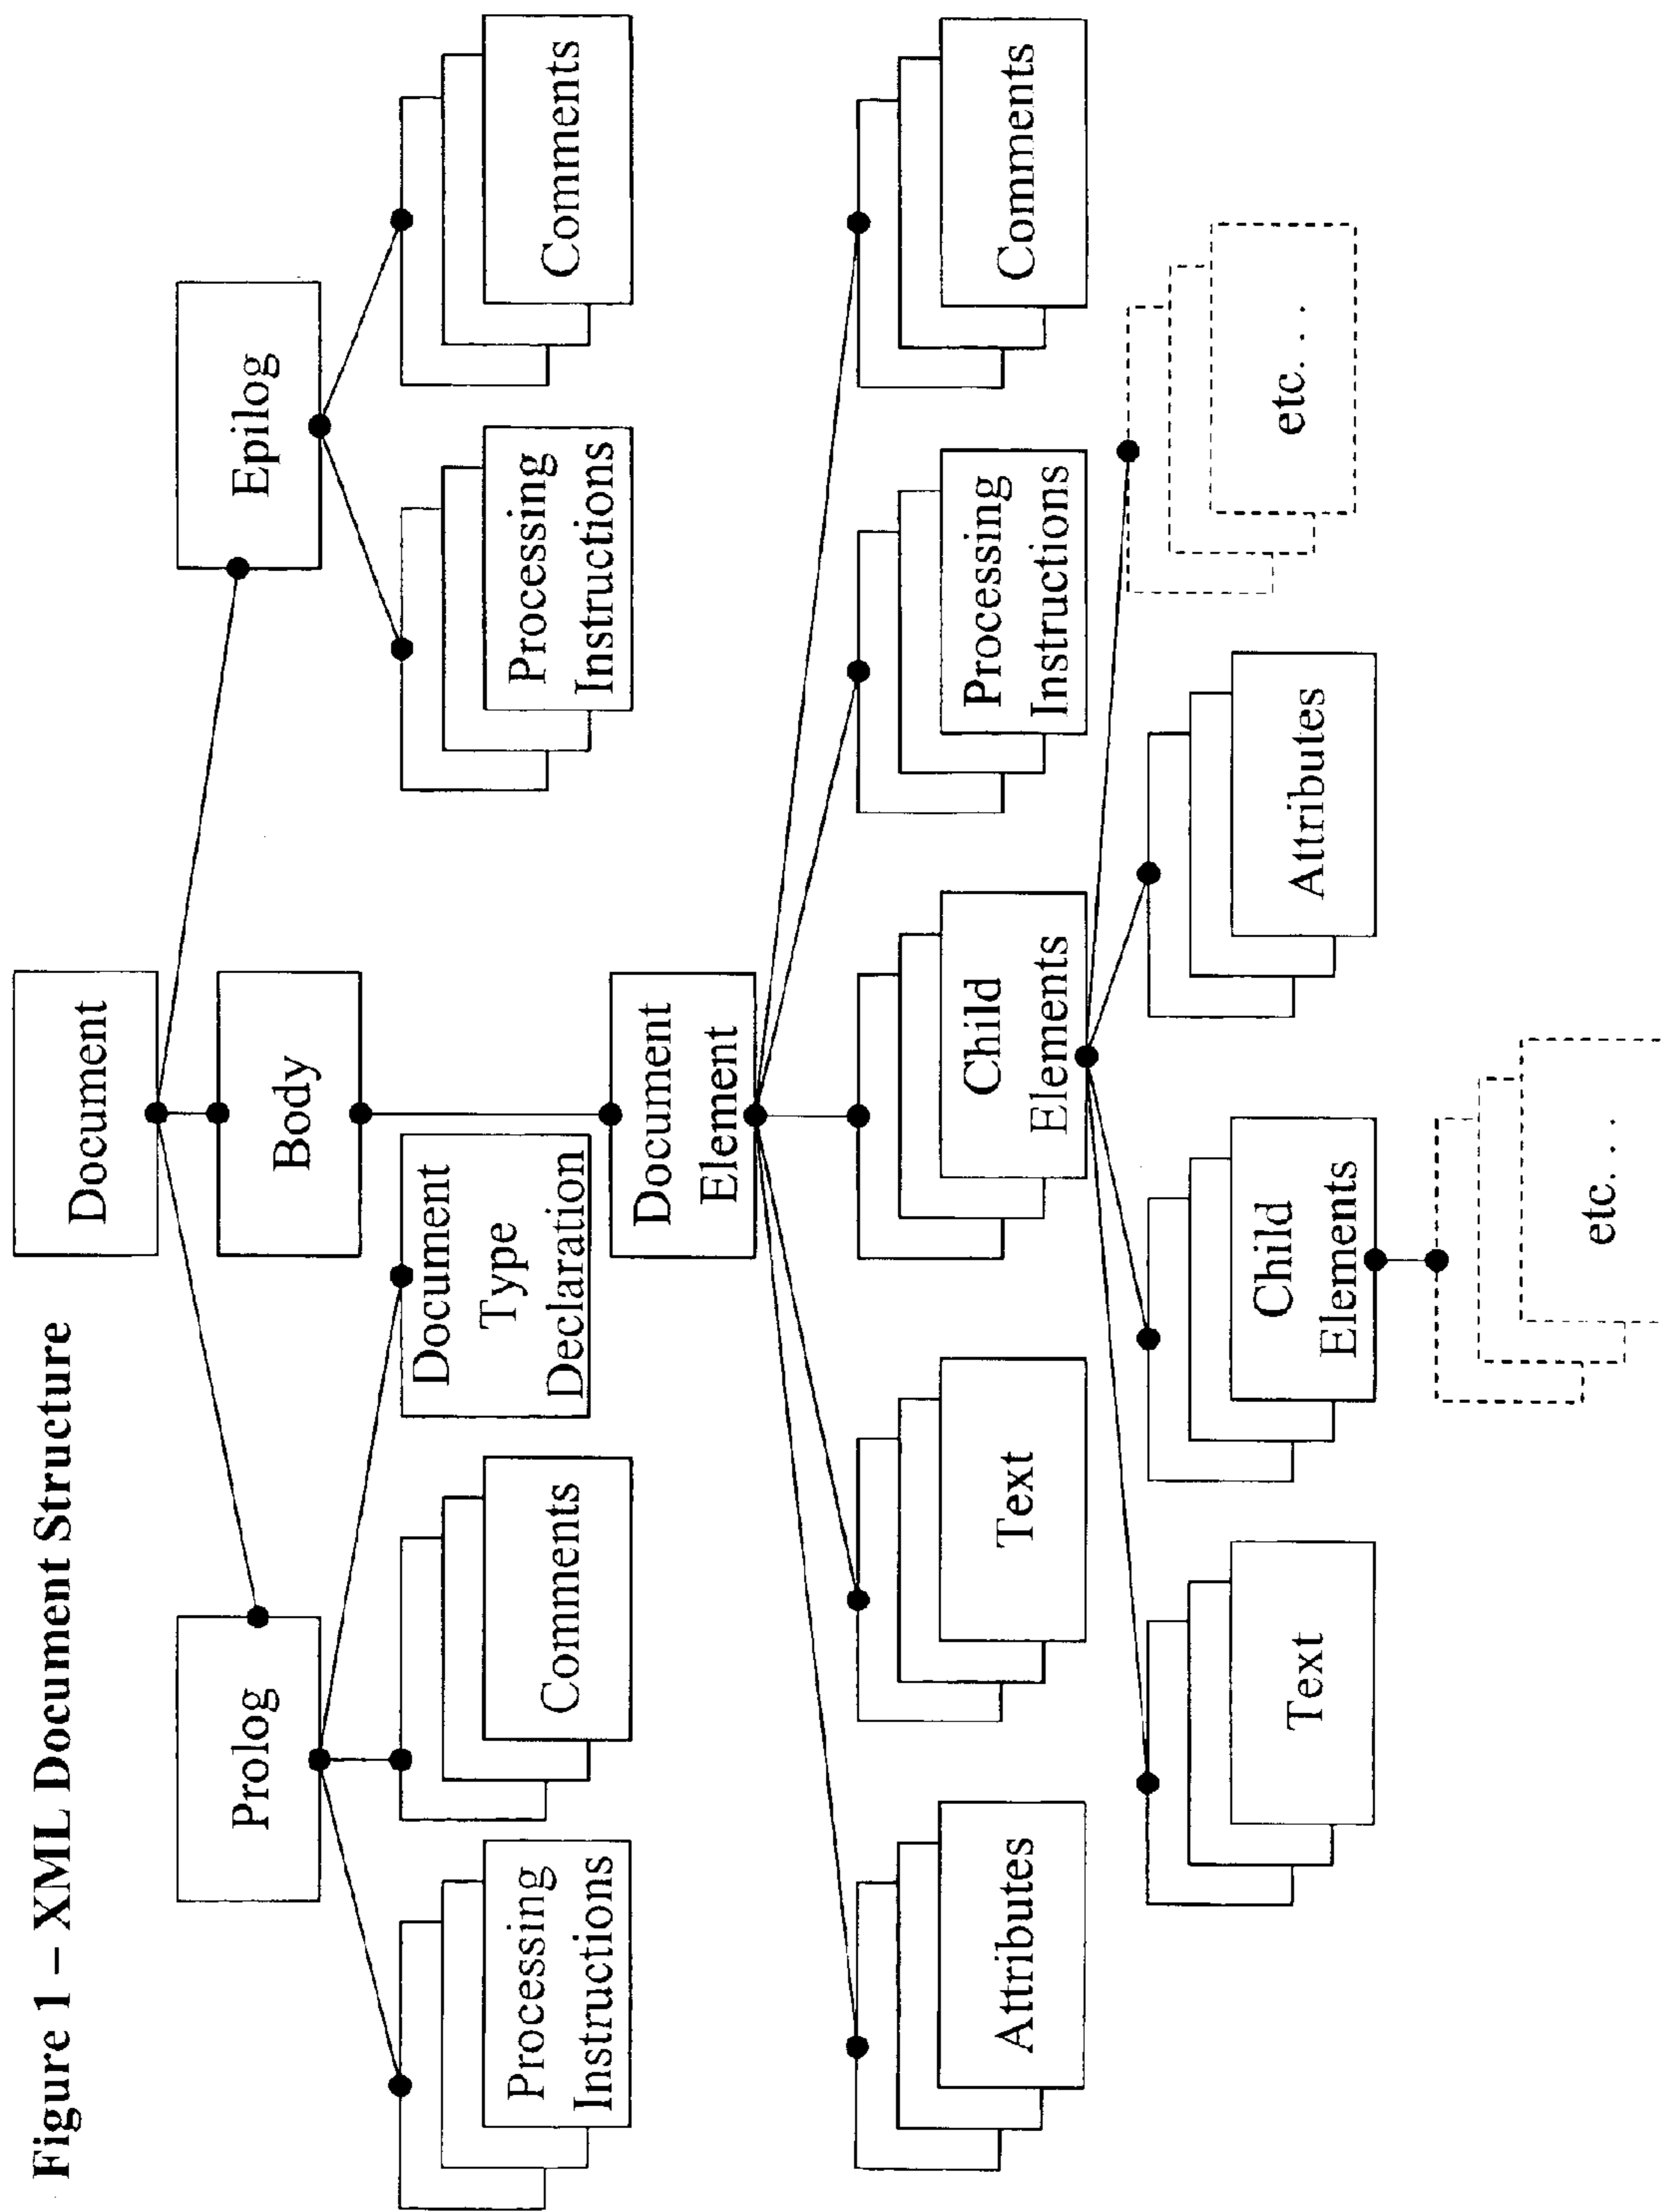 Figure 1 – XML Document Structure
Document
Prolog
Body
Epilog
Processing
Instructions
Comments
Document
Type
Declaration
Processing
Instructions
Comments
Document
Element
Attributes
Text
Child
Elements
Processing
Instructions
Comments
Text
Child
Elements
Attributes
etc. . .
etc. . .